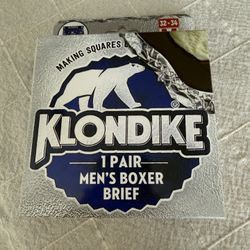 32-34
MAKING SQUARES
®
KLONDIKE
1 PAIR
MEN'S BOXER
BRIEF